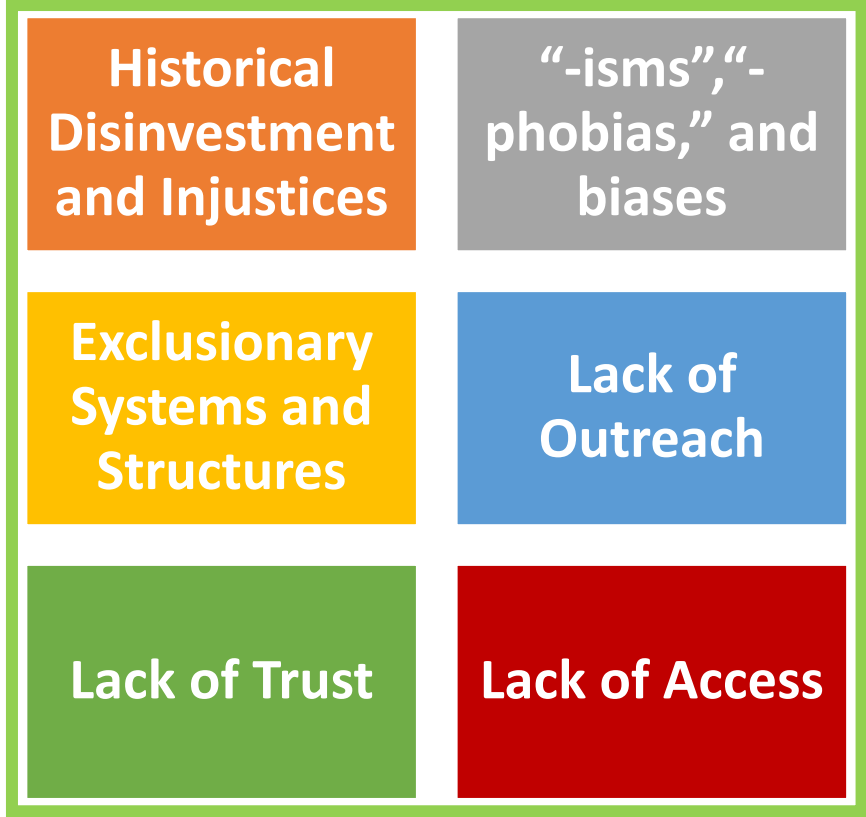 Historical
Disinvestment
and Injustices
“-isms”,“-
phobias,” and
biases
Exclusionary
Systems and
Structures
Lack of
Outreach
Lack of Trust
Lack of Access